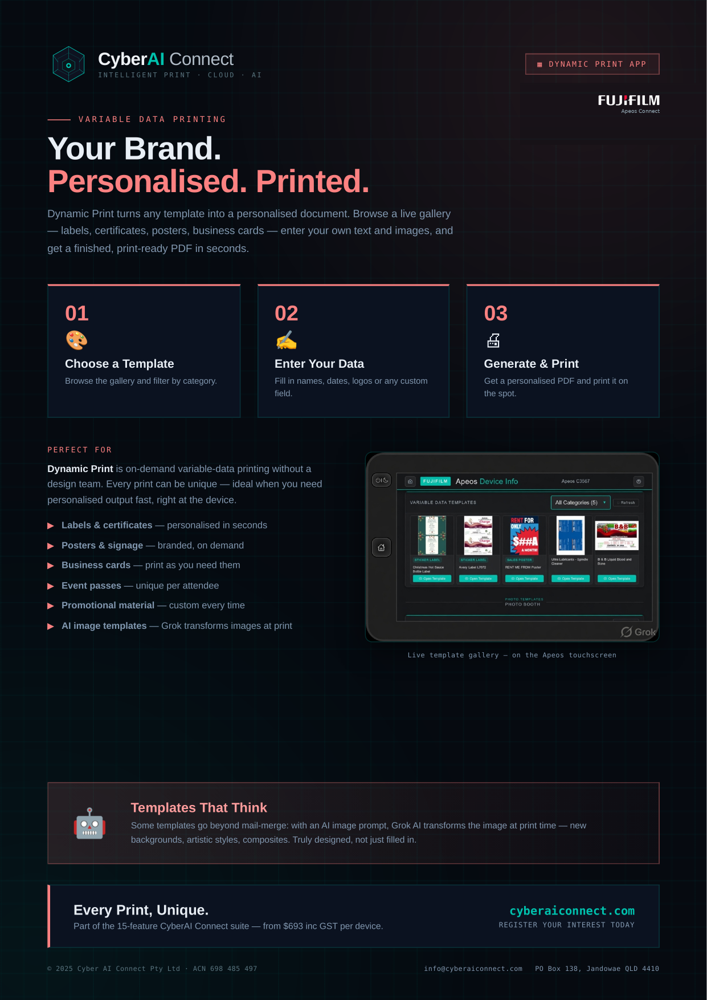 CyberAI Connect
INTELLIGENT PRINT · CLOUD · AI
▦ DYNAMIC PRINT APP
FUJIFILM
Apeos Connect
VARIABLE DATA PRINTING
Your Brand.
Personalised. Printed.
Dynamic Print turns any template into a personalised document. Browse a live gallery
— labels, certificates, posters, business cards — enter your own text and images, and
get a finished, print-ready PDF in seconds.
01
Choose a Template
Browse the gallery and filter by category.
02
Enter Your Data
Fill in names, dates, logos or any custom
field.
03
Generate & Print
Get a personalised PDF and print it on
the spot.
PERFECT FOR
Dynamic Print is on-demand variable-data printing without a
design team. Every print can be unique — ideal when you need
personalised output fast, right at the device.
▶ Labels & certificates — personalised in seconds
▶ Posters & signage — branded, on demand
▶ Business cards — print as you need them
▶ Event passes — unique per attendee
▶ Promotional material — custom every time
▶ AI image templates — Grok transforms images at print
FUJIFILM Apeos Device Info Apeos C3567
VARIABLE DATA TEMPLATES All Categories (5) Refresh
Charge
RENT FOR
ONLY
$##A
A MONTH!
B&B
STICKER LABEL
Christmas Hot Sauce
Bottle Label
Open Template
STICKER LABEL
Avery Label L7072
Open Template
SALES POSTER
RENT ME FROM Poster
Open Template
Ultra Lubricants - Spindle
Cleaner
Open Template
B & B Liquid Blood and
Bone
Open Template
PHOTO TEMPLATES
PHOTO BOOTH
Grok
Live template gallery — on the Apeos touchscreen
Templates That Think
Some templates go beyond mail-merge: with an AI image prompt, Grok AI transforms the image at print time — new
backgrounds, artistic styles, composites. Truly designed, not just filled in.
Every Print, Unique.
Part of the 15-feature CyberAI Connect suite — from $693 inc GST per device.
cyberaiconnect.com
REGISTER YOUR INTEREST TODAY
© 2025 Cyber AI Connect Pty Ltd · ACN 698 485 497
info@cyberaiconnect.com PO Box 138, Jandowae QLD 4410